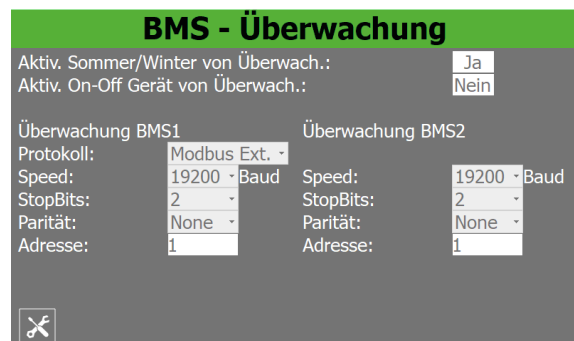 BMS - Überwachung
Aktiv. Sommer/Winter von Überwach.: Ja
Aktiv. On-Off Gerät von Überwach.: Nein
Überwachung BMS1 Überwachung BMS2
Protokoll: Modbus Ext.
Speed: 19200 Baud Speed: 19200 Baud
StopBits: 2 StopBits: 2
Parität: None Parität: None
Adresse: 1 Adresse: 1